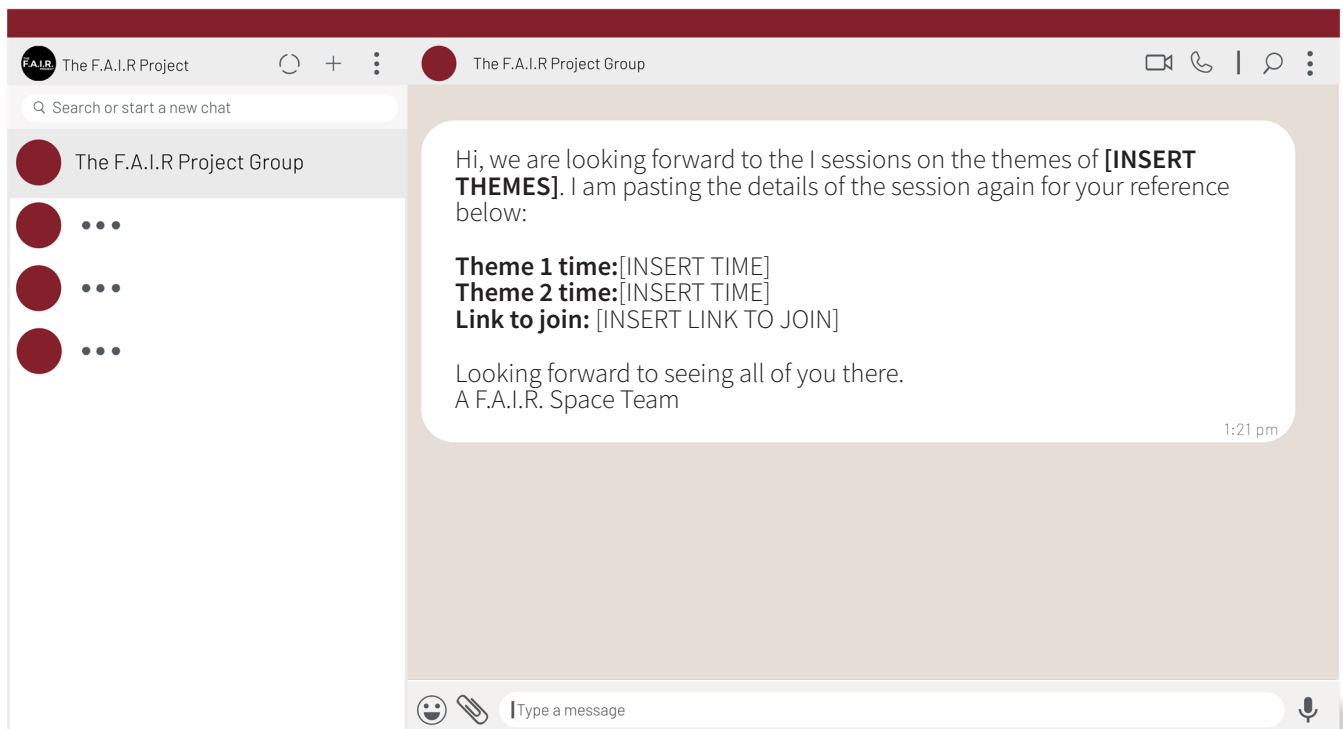 F.A.I.R.
The F.A.I.R Project
The F.A.I.R Project Group
Search or start a new chat
The F.A.I.R Project Group
Hi, we are looking forward to the I sessions on the themes of [INSERT
THEMES]. I am pasting the details of the session again for your reference
below:
Theme 1 time:[INSERT TIME]
Theme 2 time:[INSERT TIME]
Link to join: [INSERT LINK TO JOIN]
Looking forward to seeing all of you there.
A F.A.I.R. Space Team
1:21 pm
Type a message